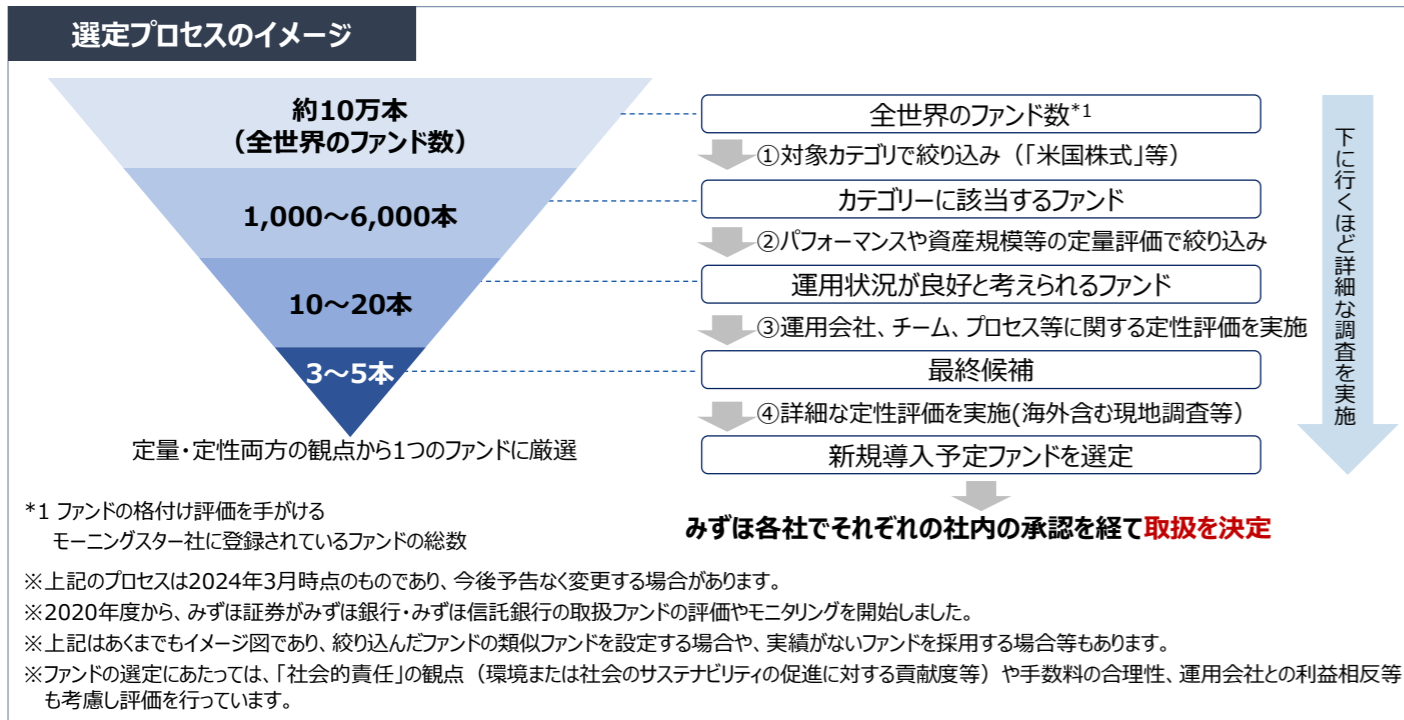 選定プロセスのイメージ
約10万本
（全世界のファンド数）
1,000～6,000本
10～20本
3～5本
定量・定性両方の観点から1つのファンドに厳選
全世界のファンド数*1
①対象カテゴリで絞り込み（「米国株式」等）
カテゴリーに該当するファンド
②パフォーマンスや資産規模等の定量評価で絞り込み
運用状況が良好と考えられるファンド
③運用会社、チーム、プロセス等に関する定性評価を実施
最終候補
④詳細な定性評価を実施(海外含む現地調査等）
新規導入予定ファンドを選定
みずほ各社でそれぞれの社内の承認を経て取扱を決定
下に行くほど詳細な調査を実施
*1 ファンドの格付け評価を手がける
モーニングスター社に登録されているファンドの総数
※上記のプロセスは2024年3月時点のものであり、今後予告なく変更する場合があります。
※2020年度から、みずほ証券がみずほ銀行・みずほ信託銀行の取扱ファンドの評価やモニタリングを開始しました。
※上記はあくまでもイメージ図であり、絞り込んだファンドの類似ファンドを設定する場合や、実績がないファンドを採用する場合等もあります。
※ファンドの選定にあたっては、「社会的責任」の観点（環境または社会のサステナビリティの促進に対する貢献度等）や手数料の合理性、運用会社との利益相反等
も考慮し評価を行っています。